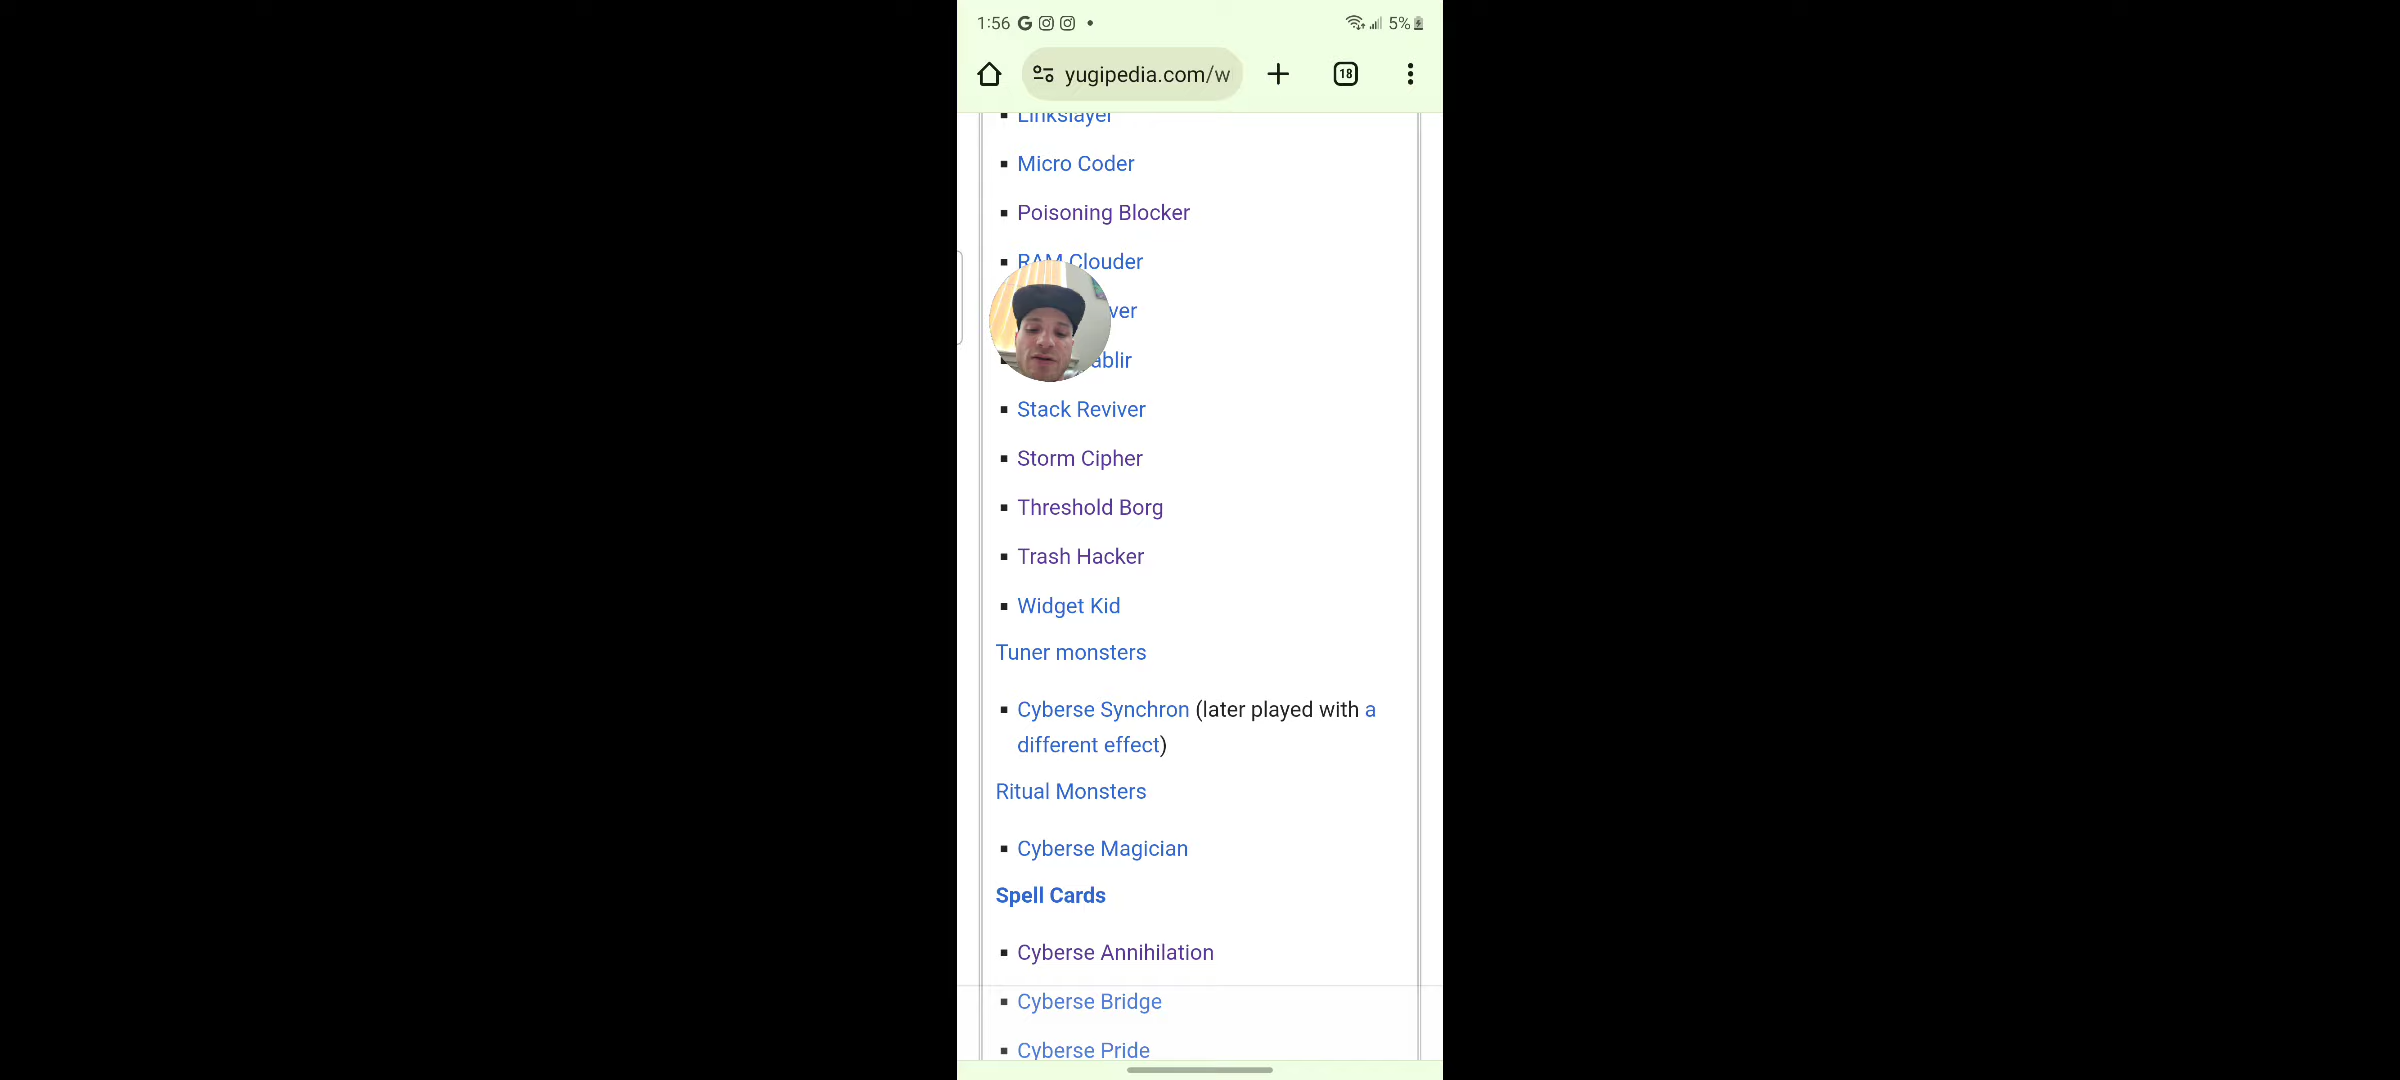 1:56 G 5%
yugipedia.com/w 18
Linkslayer
Micro Coder
Poisoning Blocker
RAM Clouder
Stack Reviver
Storm Cipher
Threshold Borg
Trash Hacker
Widget Kid
Tuner monsters
Cyberse Synchron (later played with a
different effect)
Ritual Monsters
Cyberse Magician
Spell Cards
Cyberse Annihilation
Cyberse Bridge
Cyberse Pride